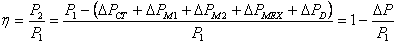 η = P₂/P₁ = (P₁ − (ΔP_CT + ΔP_M1 + ΔP_M2 + ΔP_MEX + ΔP_D))/P₁ = 1 − ΔP/P₁